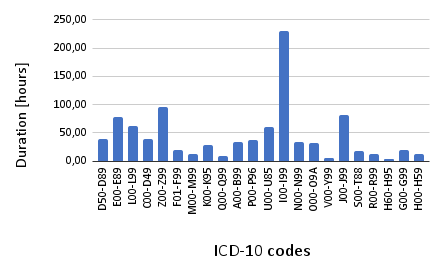 Duration [hours]
250,00
200,00
150,00
100,00
50,00
0,00
D50-D89
E00-E89
L00-L99
C00-D49
Z00-Z99
F01-F99
M00-M99
K00-K95
Q00-Q99
A00-B99
P00-P96
U00-U85
I00-I99
N00-N99
O00-O9A
V00-Y99
J00-J99
S00-T88
R00-R99
H60-H95
G00-G99
H00-H59
ICD-10 codes